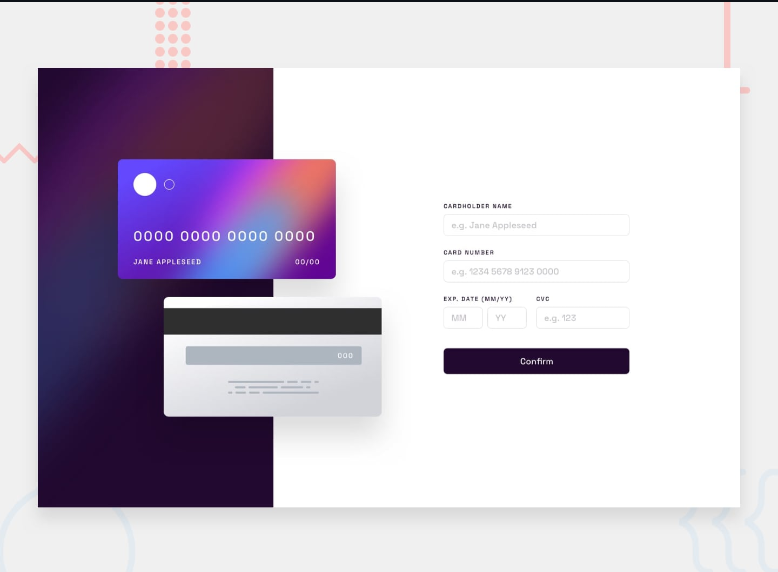 0000 0000 0000 0000
JANE APPLESEED 00/00
000
CARDHOLDER NAME
e.g. Jane Appleseed
CARD NUMBER
e.g. 1234 5678 9123 0000
EXP. DATE (MM/YY) CVC
MM YY e.g. 123
Confirm